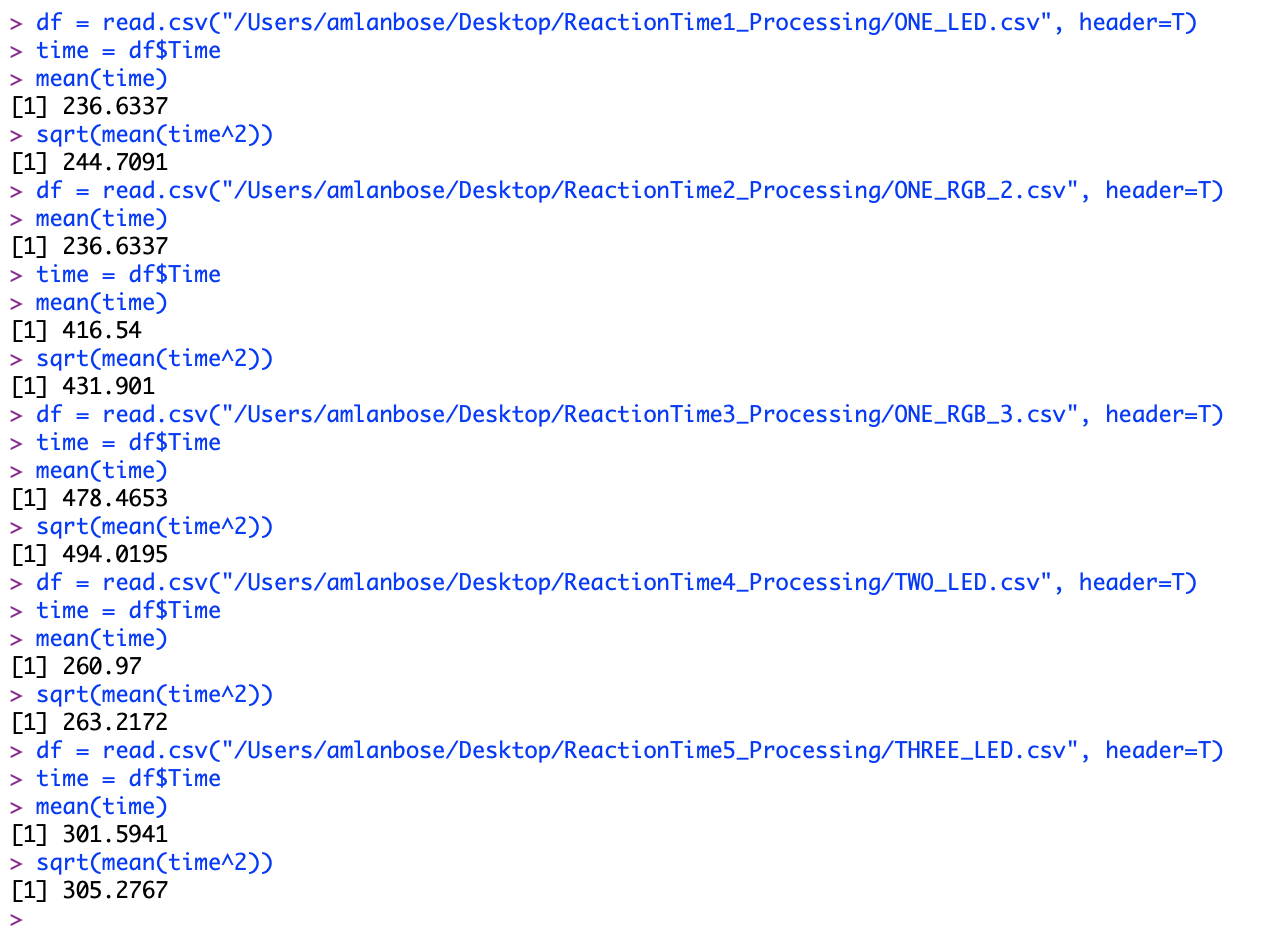 > df = read.csv("/Users/amlanbose/Desktop/ReactionTime1_Processing/ONE_LED.csv", header=T)
> time = df$Time
> mean(time)
[1] 236.6337
> sqrt(mean(time^2))
[1] 244.7091
> df = read.csv("/Users/amlanbose/Desktop/ReactionTime2_Processing/ONE_RGB_2.csv", header=T)
> mean(time)
[1] 236.6337
> time = df$Time
> mean(time)
[1] 416.54
> sqrt(mean(time^2))
[1] 431.901
> df = read.csv("/Users/amlanbose/Desktop/ReactionTime3_Processing/ONE_RGB_3.csv", header=T)
> time = df$Time
> mean(time)
[1] 478.4653
> sqrt(mean(time^2))
[1] 494.0195
> df = read.csv("/Users/amlanbose/Desktop/ReactionTime4_Processing/TWO_LED.csv", header=T)
> time = df$Time
> mean(time)
[1] 260.97
> sqrt(mean(time^2))
[1] 263.2172
> df = read.csv("/Users/amlanbose/Desktop/ReactionTime5_Processing/THREE_LED.csv", header=T)
> time = df$Time
> mean(time)
[1] 301.5941
> sqrt(mean(time^2))
[1] 305.2767
>